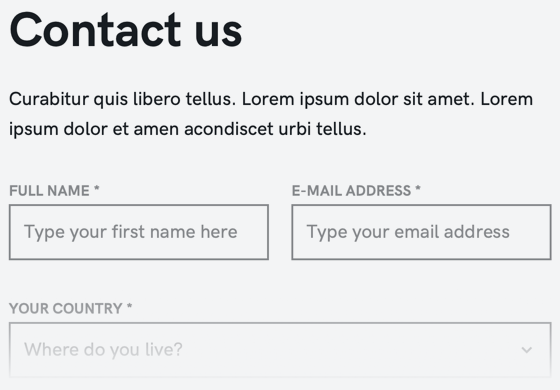 Contact us
Curabitur quis libero tellus. Lorem ipsum dolor sit amet. Lorem
ipsum dolor et amen acondiscet urbi tellus.
FULL NAME * E-MAIL ADDRESS *
Type your first name here Type your email address
YOUR COUNTRY *
Where do you live?